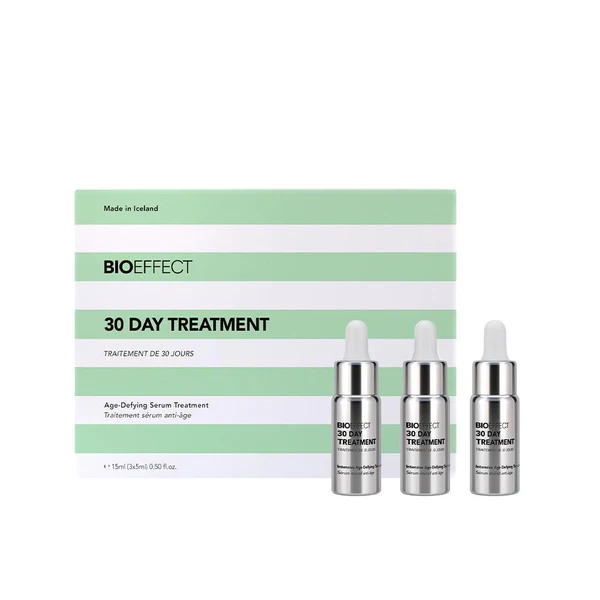 Made in Iceland
BIOEFFECT
30 DAY TREATMENT
TRAITEMENT DE 30 JOURS
Age-Defying Serum Treatment
Traitement sérum anti-âge
℮ 15ml (3x5ml) 0.50 fl.oz.
BIOEFFECT
30 DAY
TREATMENT
BIOEFFECT
30 DAY
TREATMENT
BIOEFFECT
30 DAY
TREATMENT